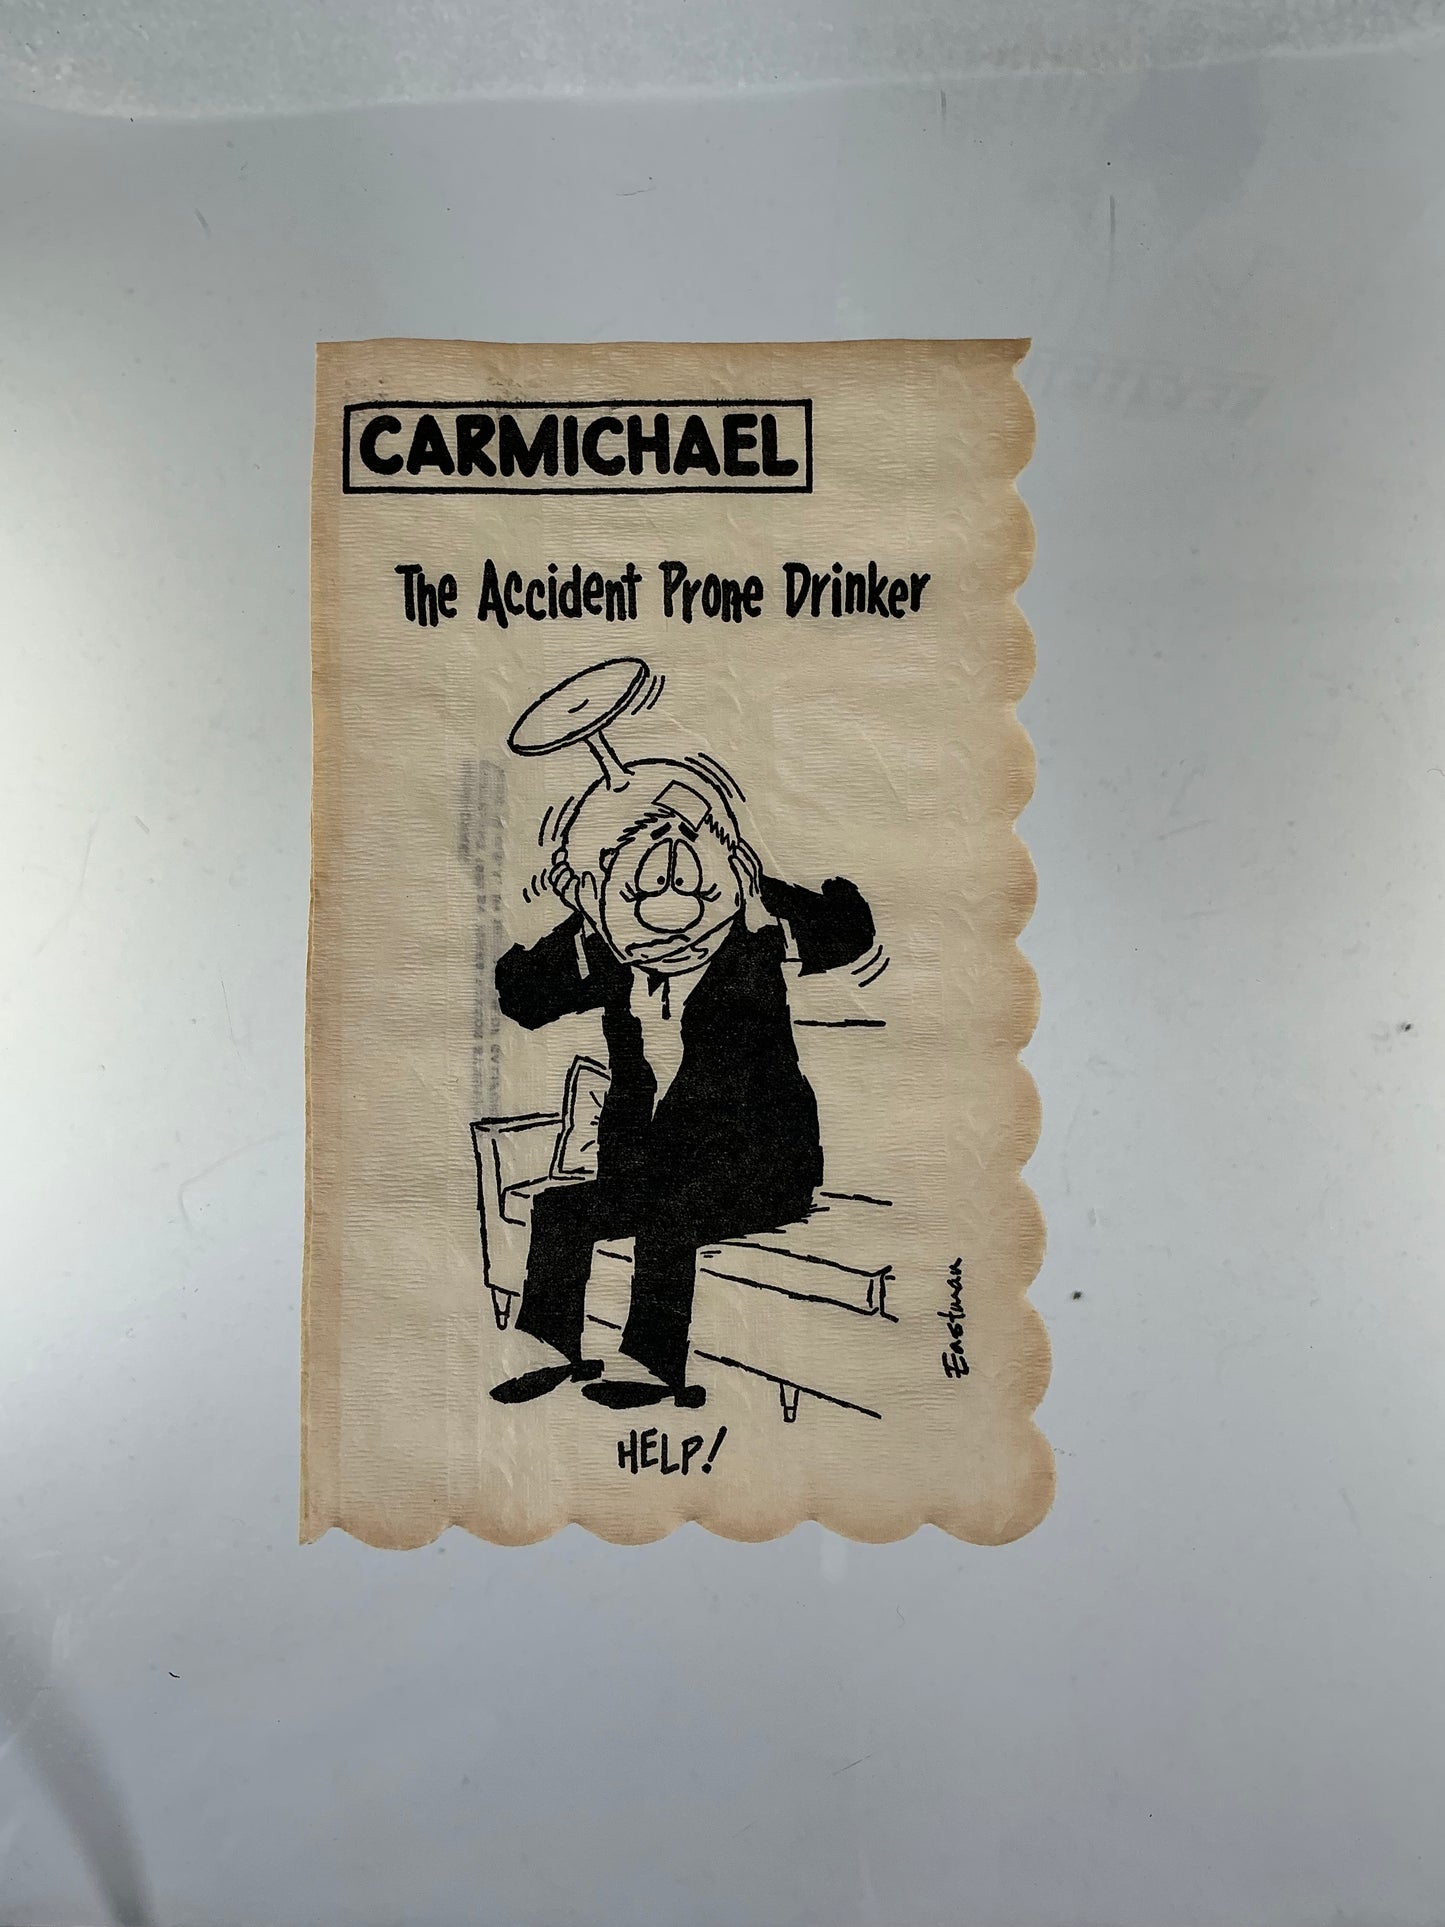 CARMICHAEL
The Accident Prone Drinker
Eastman
HELP!